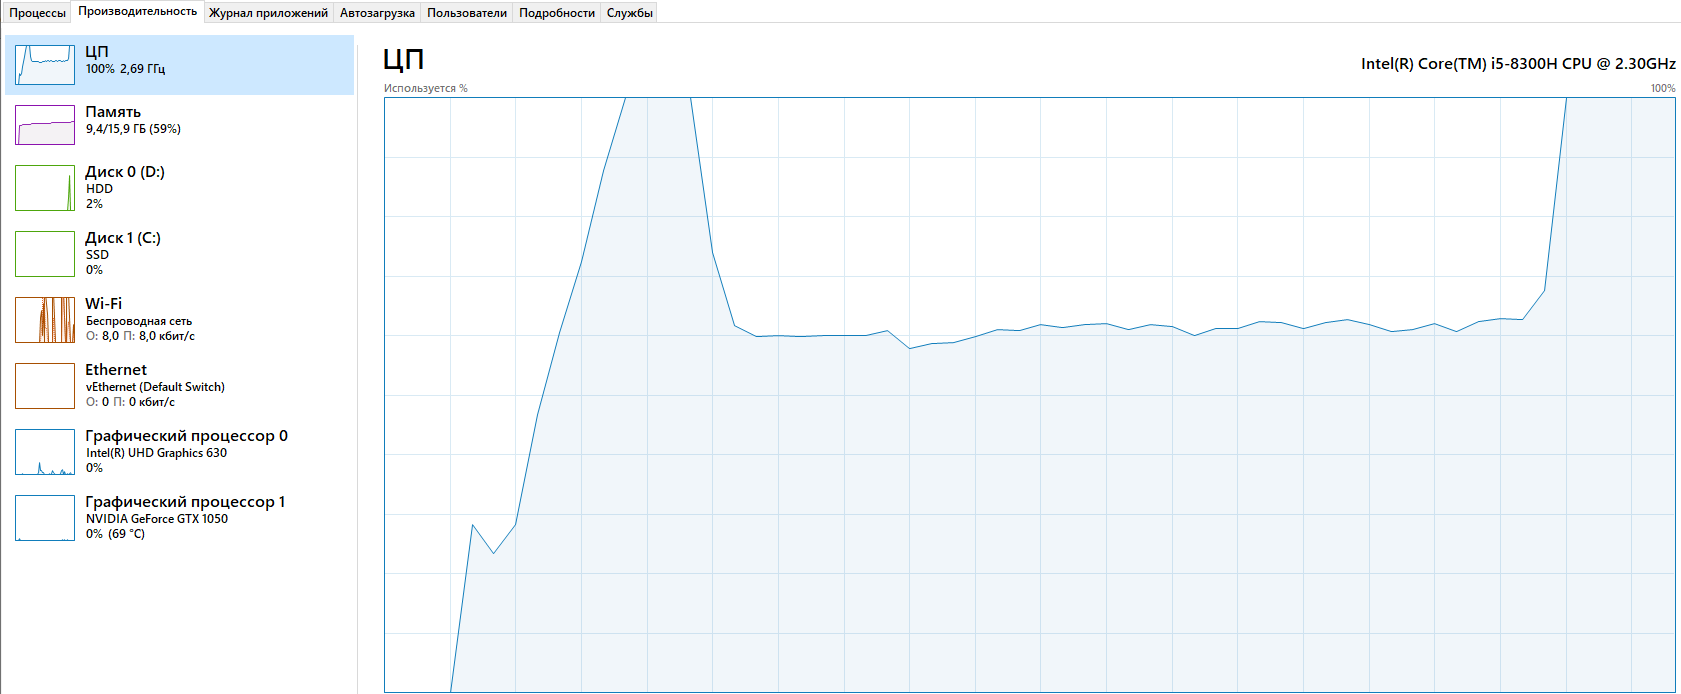 Процессы Производительность Журнал приложений Автозагрузка Пользователи Подробности Службы
ЦП
100% 2,69 ГГц
Память
9,4/15,9 ГБ (59%)
Диск 0 (D:)
HDD
2%
Диск 1 (C:)
SSD
0%
Wi-Fi
Беспроводная сеть
О: 8,0 П: 8,0 кбит/с
Ethernet
vEthernet (Default Switch)
О: 0 П: 0 кбит/с
Графический процессор 0
Intel(R) UHD Graphics 630
0%
Графический процессор 1
NVIDIA GeForce GTX 1050
0% (69 °C)
ЦП
Intel(R) Core(TM) i5-8300H CPU @ 2.30GHz
Используется %
100%